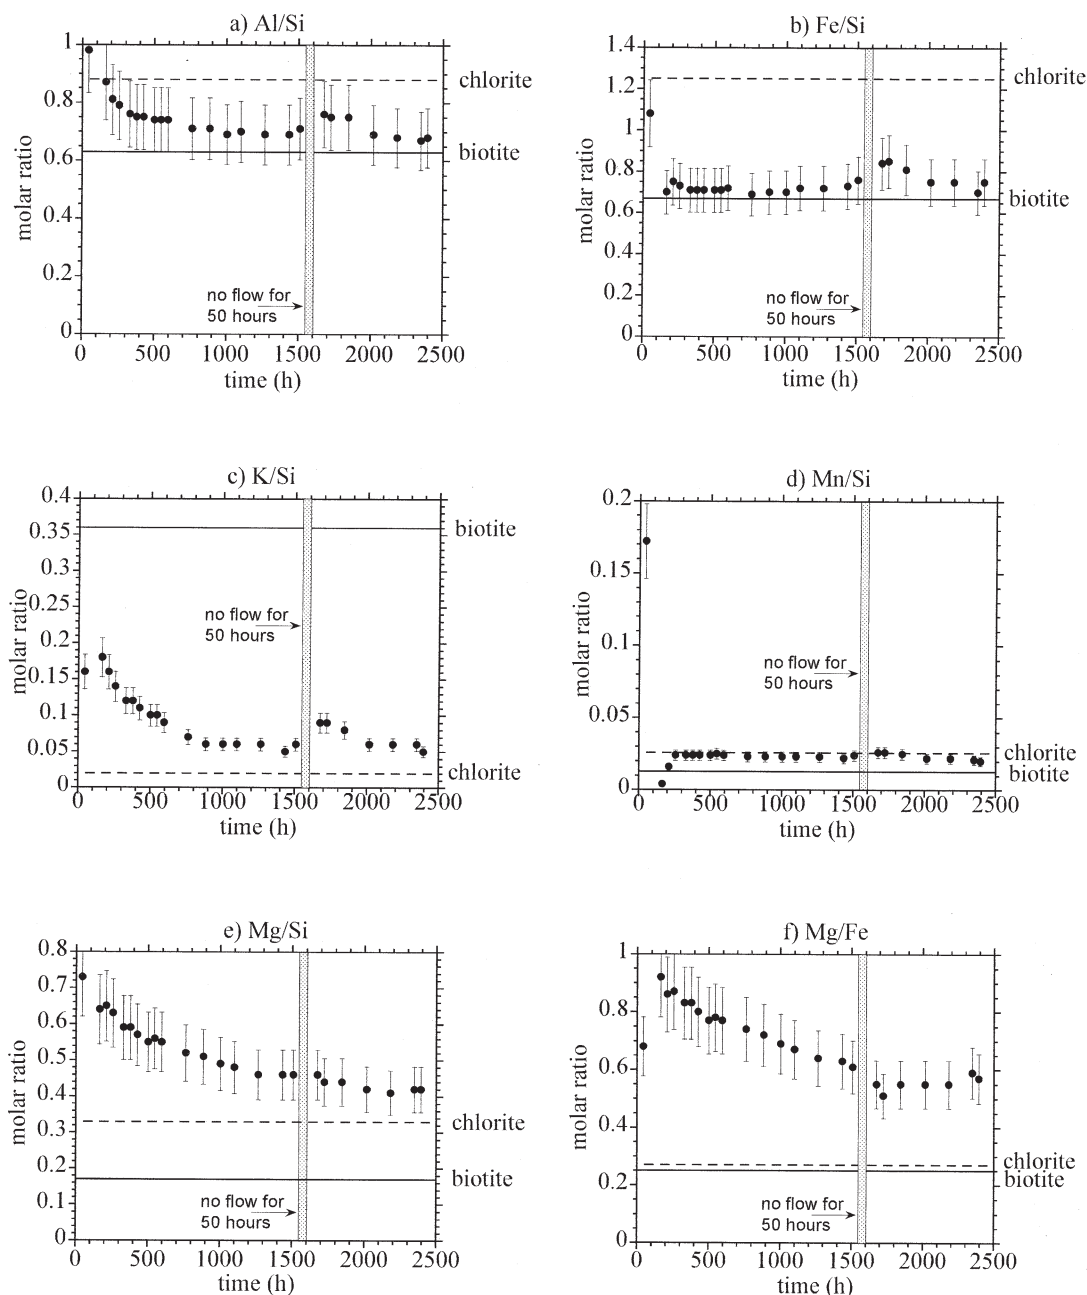 a) Al/Si
1
0.8
0.6
0.4
0.2
0
molar ratio
chlorite
biotite
no flow for
50 hours
0 500 1000 1500 2000 2500
time (h)
b) Fe/Si
1.4
1.2
1
0.8
0.6
0.4
0.2
0
molar ratio
chlorite
biotite
no flow for
50 hours
0 500 1000 1500 2000 2500
time (h)
c) K/Si
0.4
0.35
0.3
0.25
0.2
0.15
0.1
0.05
0
molar ratio
biotite
no flow for
50 hours
chlorite
0 500 1000 1500 2000 2500
time (h)
d) Mn/Si
0.2
0.15
0.1
0.05
0
molar ratio
no flow for
50 hours
chlorite
biotite
0 500 1000 1500 2000 2500
time (h)
e) Mg/Si
0.8
0.7
0.6
0.5
0.4
0.3
0.2
0.1
0
molar ratio
chlorite
biotite
no flow for
50 hours
0 500 1000 1500 2000 2500
time (h)
f) Mg/Fe
1
0.8
0.6
0.4
0.2
0
molar ratio
chlorite
biotite
no flow for
50 hours
0 500 1000 1500 2000 2500
time (h)